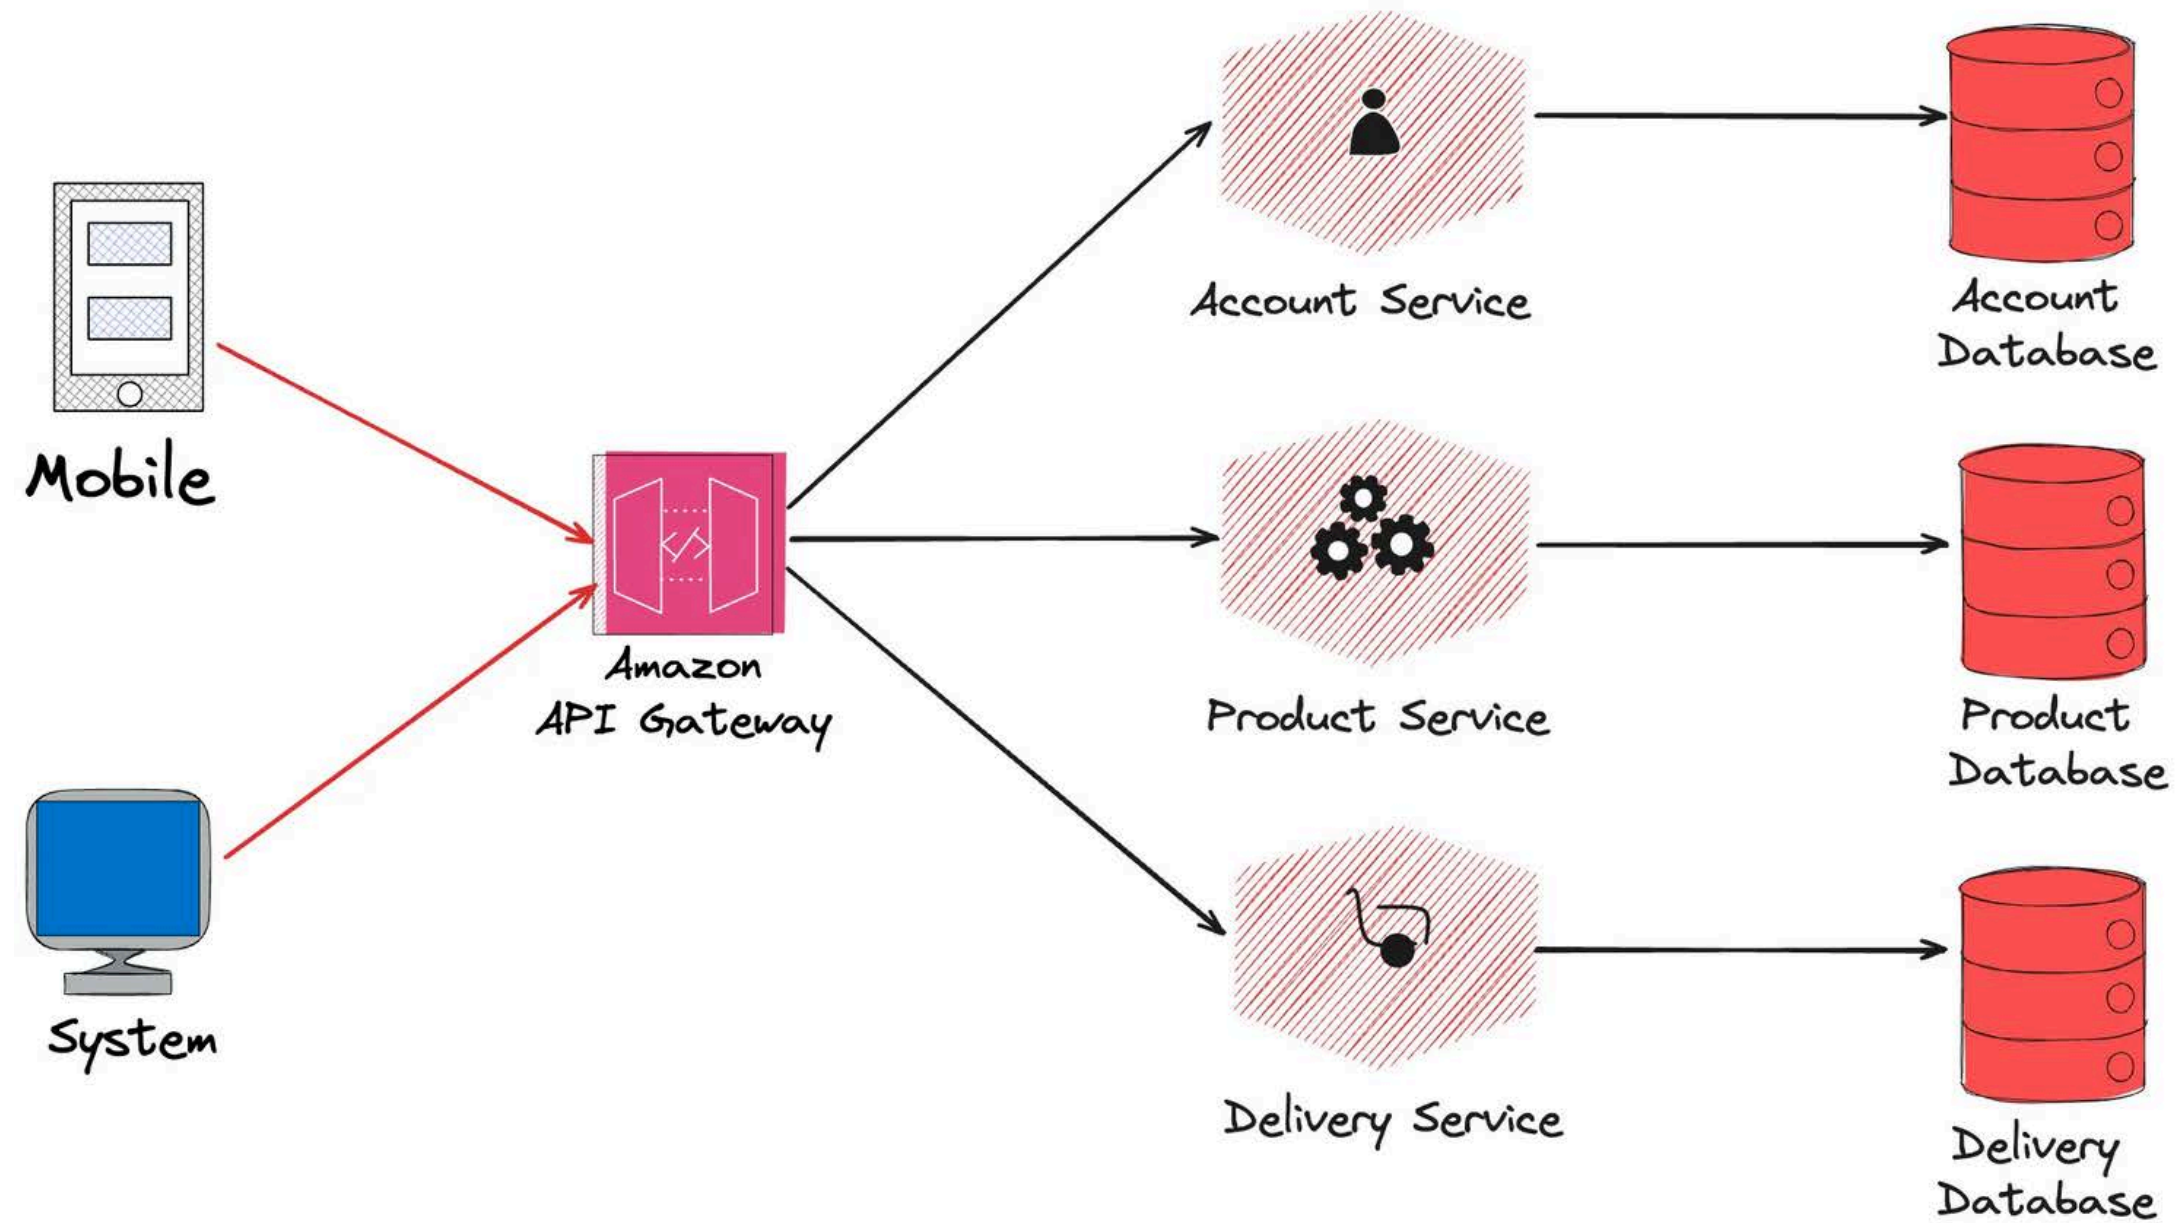 Mobile
System
Amazon
API Gateway
Account Service
Product Service
Delivery Service
Account
Database
Product
Database
Delivery
Database